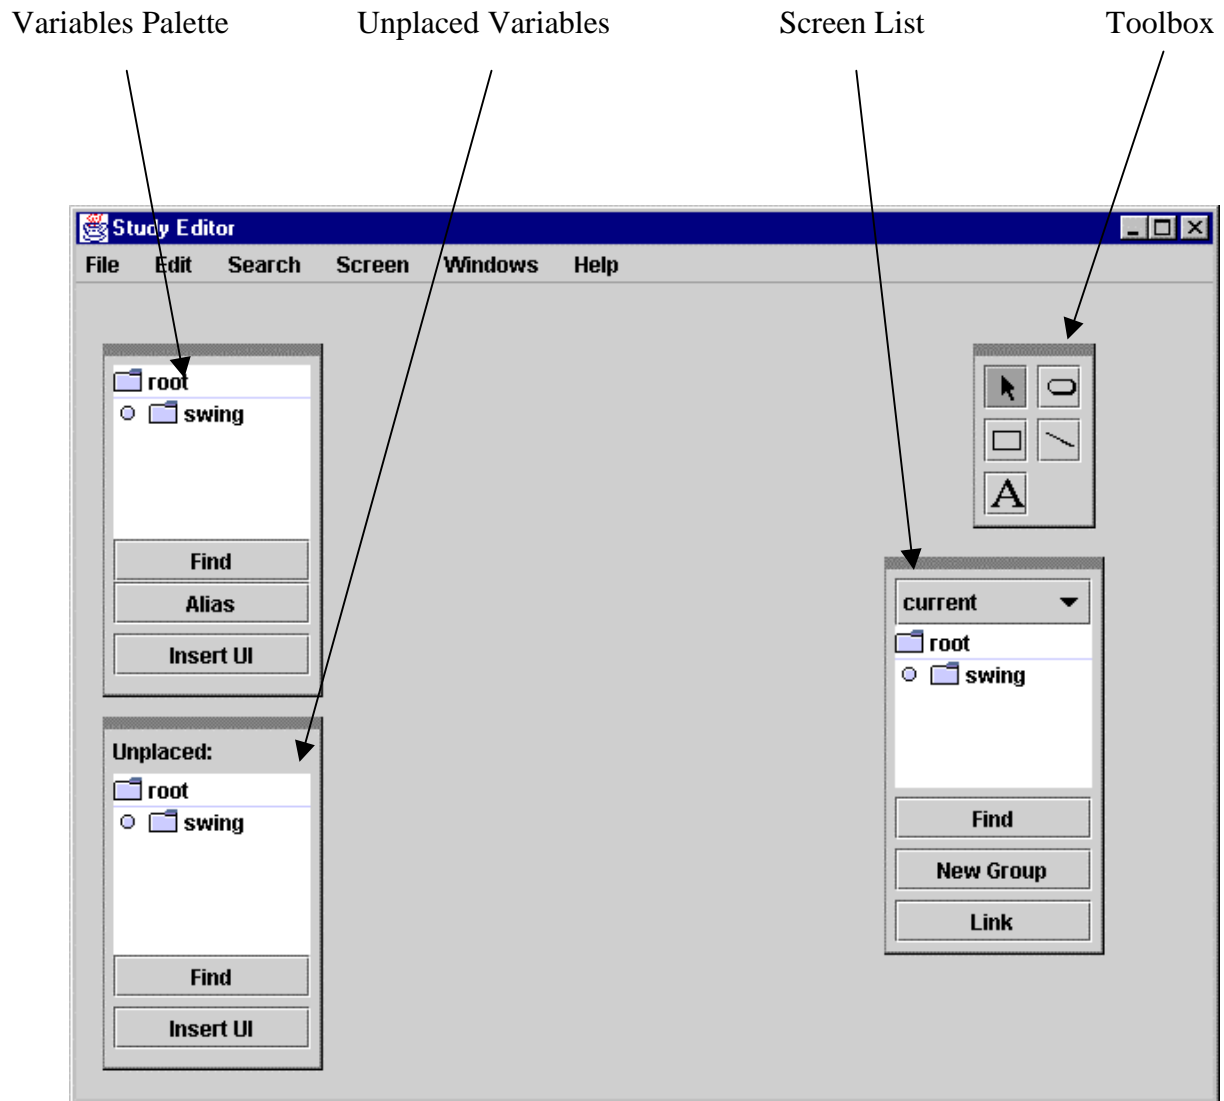 Variables Palette Unplaced Variables Screen List Toolbox
Study Editor
File Edit Search Screen Windows Help
root
swing
Find
Alias
Insert UI
Unplaced:
root
swing
Find
Insert UI
A
current
root
swing
Find
New Group
Link